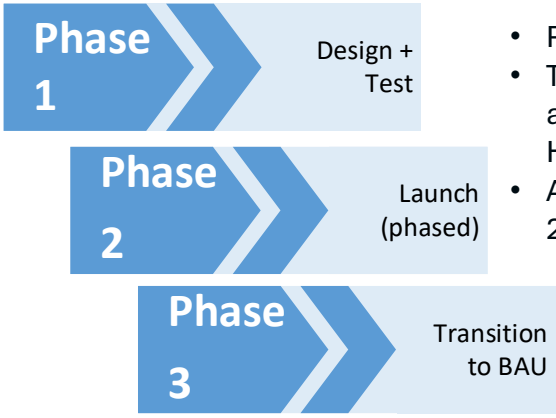 Phase
1
Design +
Test
Phase
2
Launch
(phased)
Phase
3
Transition
to BAU